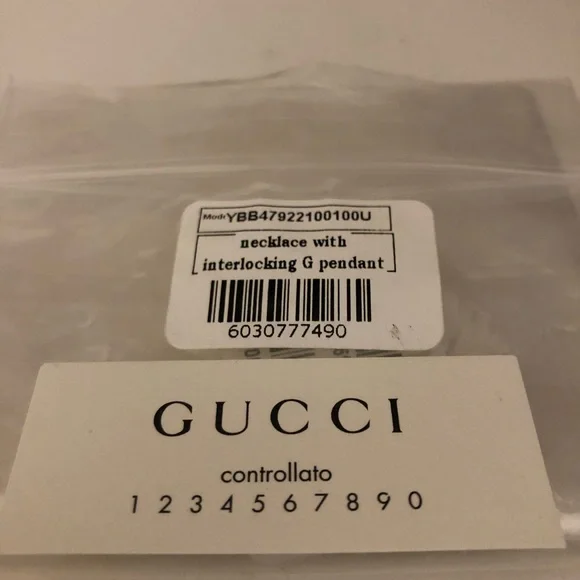 Mod: YBB47922100100U
necklace with
interlocking G pendant
6030777490
GUCCI
controllato
1 2 3 4 5 6 7 8 9 0